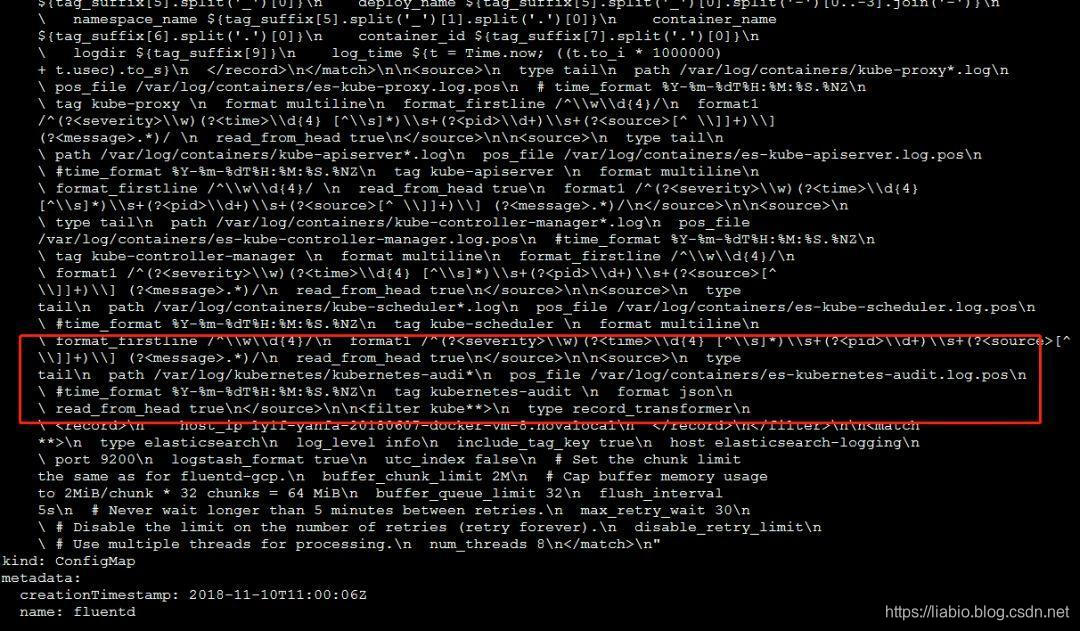 ${tag_suffix[5].split('_')[0]}\n    deploy_name ${tag_suffix[5].split('_')[0].split('-')[0..-3].join('-')}\n
\   namespace_name ${tag_suffix[5].split('_')[1].split('.')[0]}\n    container_name
${tag_suffix[6].split('.')[0]}\n    container_id ${tag_suffix[7].split('.')[0]}\n
\   logdir ${tag_suffix[9]}\n    log_time ${t = Time.now; ((t.to_i * 1000000)
+ t.usec).to_s}\n  </record>\n</match>\n\n<source>\n  type tail\n  path /var/log/containers/kube-proxy*.log\n
\ pos_file /var/log/containers/es-kube-proxy.log.pos\n  # time_format %Y-%m-%dT%H:%M:%S.%NZ\n
\ tag kube-proxy \n  format multiline\n  format_firstline /^\\w\\d{4}/\n  format1
/^(?<severity>\\w)(?<time>\\d{4} [^\\s]*)\\s+(?<pid>\\d+)\\s+(?<source>[^ \\]]+)\\]
(?<message>.*)/ \n  read_from_head true\n</source>\n\n<source>\n  type tail\n
\ path /var/log/containers/kube-apiserver*.log\n  pos_file /var/log/containers/es-kube-apiserver.log.pos\n
\ #time_format %Y-%m-%dT%H:%M:%S.%NZ\n  tag kube-apiserver \n  format multiline\n
\ format_firstline /^\\w\\d{4}/ \n  read_from_head true\n  format1 /^(?<severity>\\w)(?<time>\\d{4}
[^\\s]*)\\s+(?<pid>\\d+)\\s+(?<source>[^ \\]]+)\\] (?<message>.*)/\n</source>\n\n<source>\n
\ type tail\n  path /var/log/containers/kube-controller-manager*.log\n  pos_file
/var/log/containers/es-kube-controller-manager.log.pos\n  #time_format %Y-%m-%dT%H:%M:%S.%NZ\n
\ tag kube-controller-manager \n  format multiline\n  format_firstline /^\\w\\d{4}/\n
\ format1 /^(?<severity>\\w)(?<time>\\d{4} [^\\s]*)\\s+(?<pid>\\d+)\\s+(?<source>[^
\\]]+)\\] (?<message>.*)/\n  read_from_head true\n</source>\n\n<source>\n  type
tail\n  path /var/log/containers/kube-scheduler*.log\n  pos_file /var/log/containers/es-kube-scheduler.log.pos\n
\ #time_format %Y-%m-%dT%H:%M:%S.%NZ\n  tag kube-scheduler \n  format multiline\n
\ format_firstline /^\\w\\d{4}/\n  format1 /^(?<severity>\\w)(?<time>\\d{4} [^\\s]*)\\s+(?<pid>\\d+)\\s+(?<source>[^
\\]]+)\\] (?<message>.*)/\n  read_from_head true\n</source>\n\n<source>\n  type
tail\n  path /var/log/kubernetes/kubernetes-audi*\n  pos_file /var/log/containers/es-kubernetes-audit.log.pos\n
\ #time_format %Y-%m-%dT%H:%M:%S.%NZ\n  tag kubernetes-audit \n  format json\n
\ read_from_head true\n</source>\n\n<filter kube**>\n  type record_transformer\n
\ <record>\n    host_ip lylf-yanfa-20180607-docker-vm-8.novalocal\n  </record>\n</filter>\n\n<match
**>\n  type elasticsearch\n  log_level info\n  include_tag_key true\n  host elasticsearch-logging\n
\ port 9200\n  logstash_format true\n  utc_index false\n  # Set the chunk limit
the same as for fluentd-gcp.\n  buffer_chunk_limit 2M\n  # Cap buffer memory usage
to 2MiB/chunk * 32 chunks = 64 MiB\n  buffer_queue_limit 32\n  flush_interval
5s\n  # Never wait longer than 5 minutes between retries.\n  max_retry_wait 30\n
\ # Disable the limit on the number of retries (retry forever).\n  disable_retry_limit\n
\ # Use multiple threads for processing.\n  num_threads 8\n</match>\n"
kind: ConfigMap
metadata:
  creationTimestamp: 2018-11-10T11:00:06Z
  name: fluentd
https://liabio.blog.csdn.net